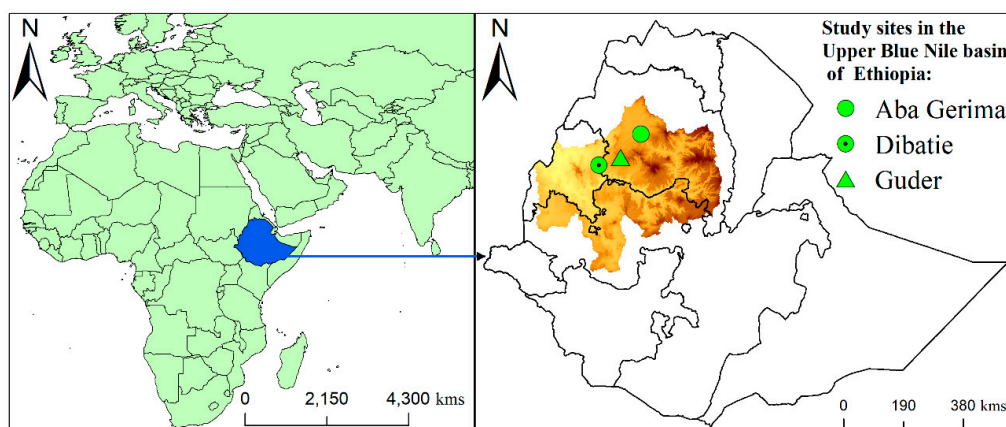 N
0 2,150 4,300 kms
N
Study sites in the
Upper Blue Nile basin
of Ethiopia:
Aba Gerima
Dibatie
Guder
0 190 380 kms